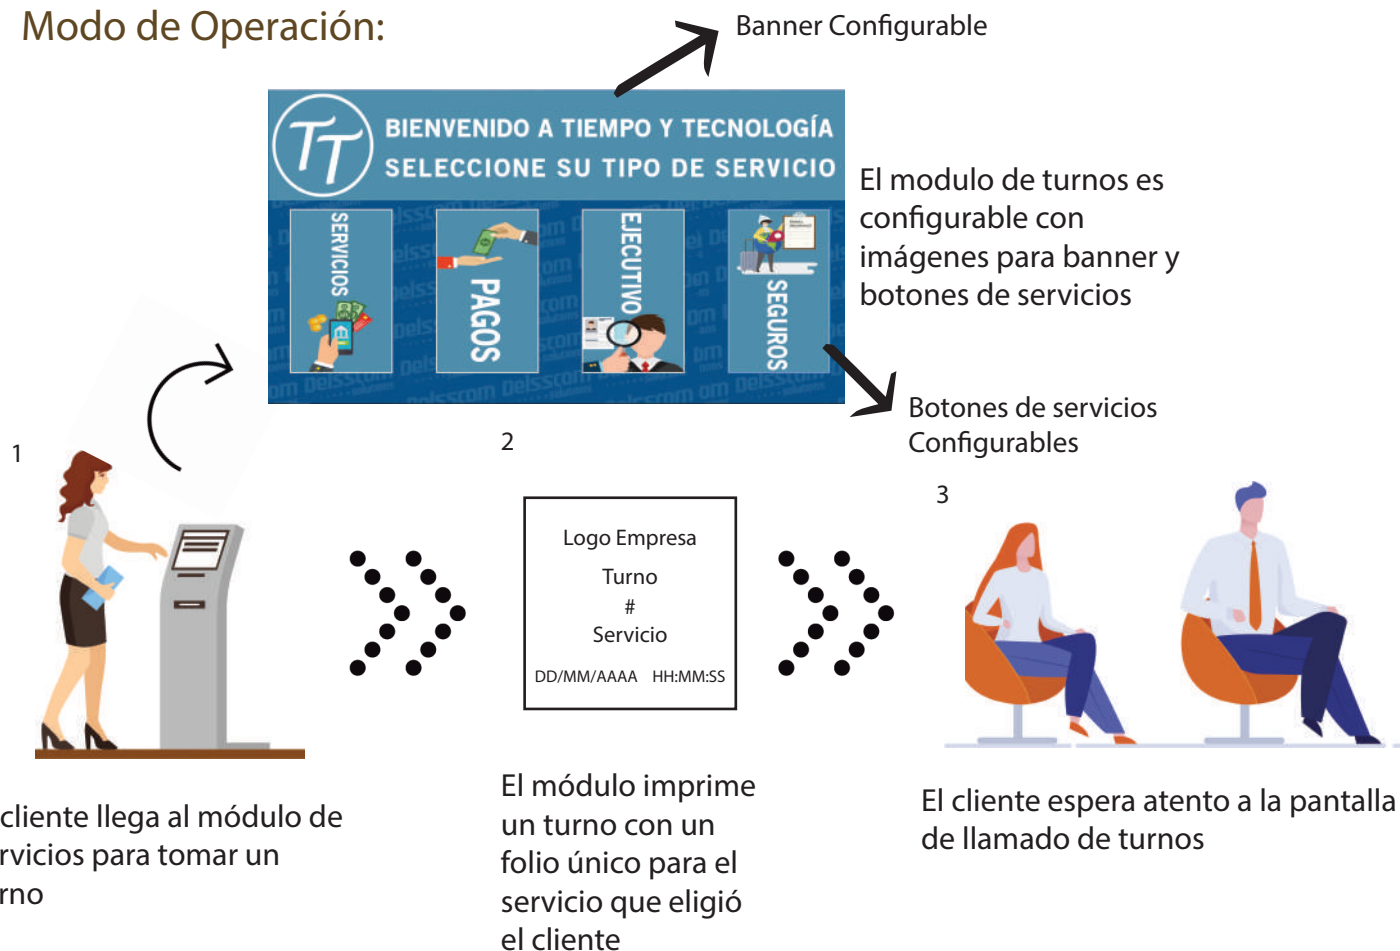 Modo de Operación:
Banner Configurable
TT
BIENVENIDO A TIEMPO Y TECNOLOGÍA
SELECCIONE SU TIPO DE SERVICIO
SERVICIOS
PAGOS
EJECUTIVO
SEGUROS
El modulo de turnos es
configurable con
imágenes para banner y
botones de servicios
Botones de servicios
Configurables
1
cliente llega al módulo de
rvicios para tomar un
rno
2
Logo Empresa
Turno
#
Servicio
DD/MM/AAAA HH:MM:SS
El módulo imprime
un turno con un
folio único para el
servicio que eligió
el cliente
3
El cliente espera atento a la pantalla
de llamado de turnos